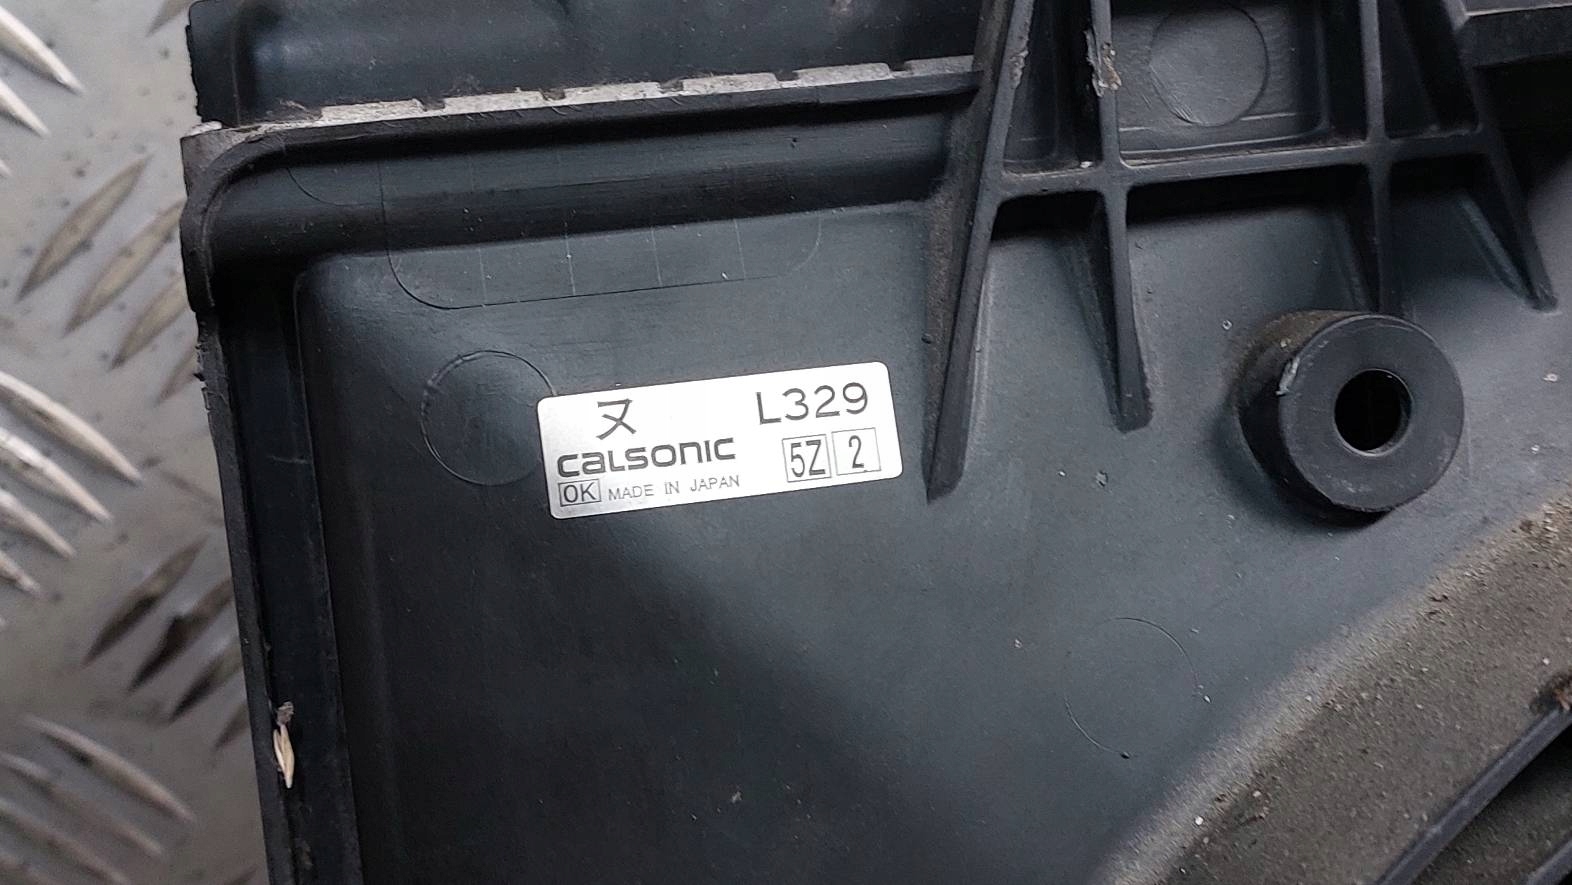 ヌ L329
CALSONIC 5Z 2
OK MADE IN JAPAN